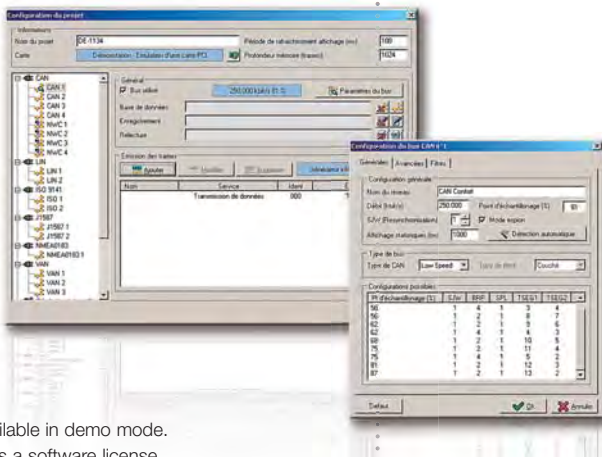 Configuration du projet
Informations
Nom du projet DE-1134 Période de rafraichissement affichage (ms) 100
Carte Démonstration - Emulation d'une carte PCI Profondeur mémoire (trames) 1024
CAN
CAN 1
CAN 2
CAN 3
CAN 4
NWC 1
NWC 2
NWC 3
NWC 4
LIN
LIN 1
LIN 2
ISO 9141
ISO 1
ISO 2
J1587
J1587 1
J1587 2
NMEA0183
NMEA0183 1
VAN
VAN 1
VAN 2
VAN 3
Général
Bus utilisé 250.000 kbit/s Paramètres du bus
Base de données
Enregistrement
Relecture
Emission des trames
Ajouter Modifier Supprimer
Nom Service Ident
Transmission de données 000
Configuration du bus CAN n°1
Générales Avancées Filtres
Configuration générale
Nom du réseau CAN Confort
Débit (kbit/s) 250.000 Point d'échantillonage (%) 81
SJW (Resynchronisation) 1 Mode espion
Affichage statistiques (ms) 1000 Détection automatique
Type de bus
Type de CAN Low Speed Couché
Configurations possibles
Pt d'échantillonage (%) SJW BRP SPL TSEG1 TSEG2
56 1 4 1 3 4
56 1 2 1 8 7
62 1 2 1 9 6
62 1 4 1 4 3
68 1 2 1 10 5
75 1 2 1 11 4
75 1 4 1 5 2
81 1 2 1 12 3
87 1 2 1 13 2
Défaut OK Annuler
ilable in demo mode.
s a software license